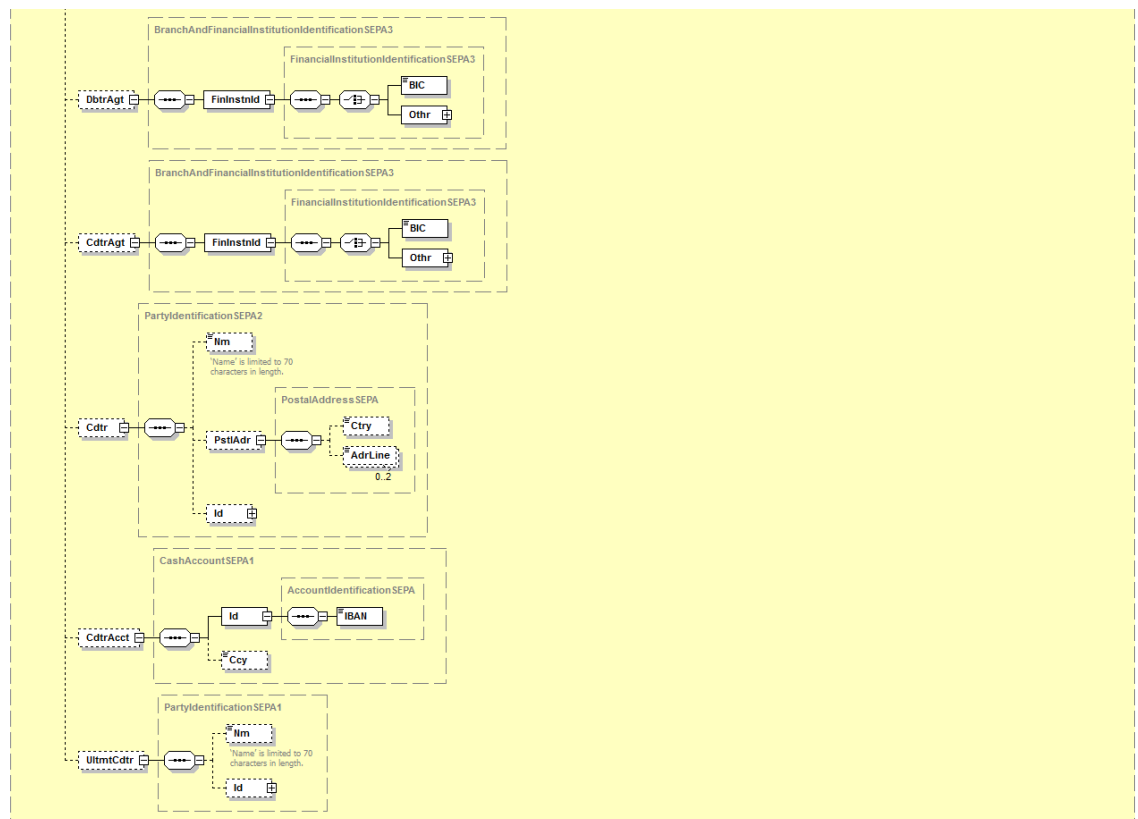 BranchAndFinancialInstitutionIdentificationSEPA3
FinancialInstitutionIdentificationSEPA3
BIC
DbtrAgt
FinInstnId
Othr
BranchAndFinancialInstitutionIdentificationSEPA3
FinancialInstitutionIdentificationSEPA3
BIC
CdtrAgt
FinInstnId
Othr
PartyIdentificationSEPA2
Nm
'Name' is limited to 70
characters in length.
PostalAddressSEPA
Ctry
Cdtr
PstlAdr
AdrLine
0..2
Id
CashAccountSEPA1
AccountIdentificationSEPA
Id
IBAN
CdtrAcct
Ccy
PartyIdentificationSEPA1
Nm
'Name' is limited to 70
characters in length.
UltmtCdtr
Id